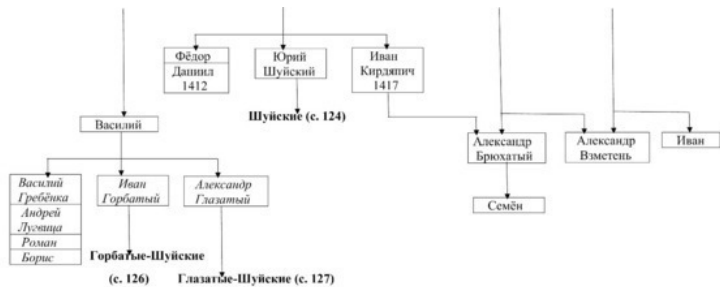 Фёдор
Даниил
1412
Юрий
Шуйский
Иван
Кирдяпич
1417
Шуйские (с. 124)
Василий
Александр
Брюхатый
Александр
Взметень
Иван
Василий
Гребёнка
Андрей
Лугвица
Роман
Борис
Иван
Горбатый
Александр
Глазатый
Семён
Горбатые-Шуйские
(с. 126)
Глазатые-Шуйские (с. 127)